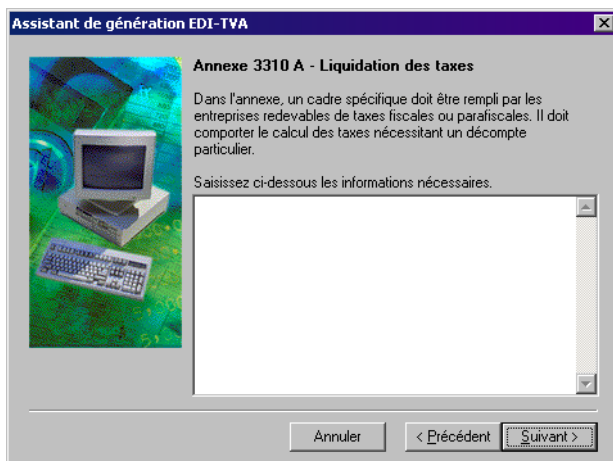 Assistant de génération EDI-TVA
Annexe 3310 A - Liquidation des taxes
Dans l'annexe, un cadre spécifique doit être rempli par les
entreprises redevables de taxes fiscales ou parafiscales. Il doit
comporter le calcul des taxes nécessitant un décompte
particulier.
Saisissez ci-dessous les informations nécessaires.
Annuler
< Précédent
Suivant >